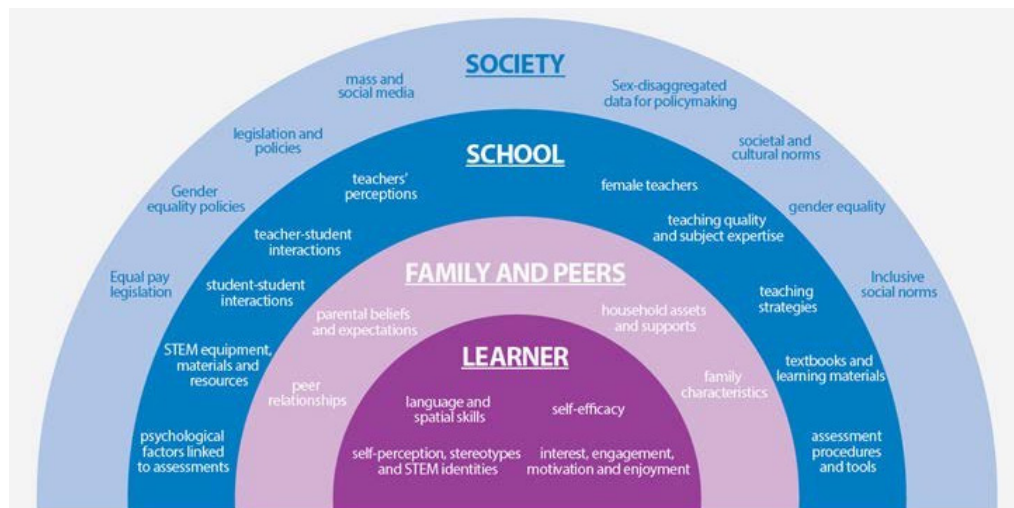 SOCIETY
mass and
social media
Sex-disaggregated
data for policymaking
legislation and
policies
societal and
cultural norms
Gender
equality policies
gender equality
Equal pay
legislation
Inclusive
social norms
SCHOOL
teachers'
perceptions
female teachers
teacher-student
interactions
teaching quality
and subject expertise
student-student
interactions
teaching
strategies
STEM equipment,
materials and
resources
textbooks and
learning materials
psychological
factors linked
to assessments
assessment
procedures
and tools
FAMILY AND PEERS
parental beliefs
and expectations
household assets
and supports
peer
relationships
family
characteristics
LEARNER
language and
spatial skills
self-efficacy
self-perception, stereotypes
and STEM identities
interest, engagement,
motivation and enjoyment